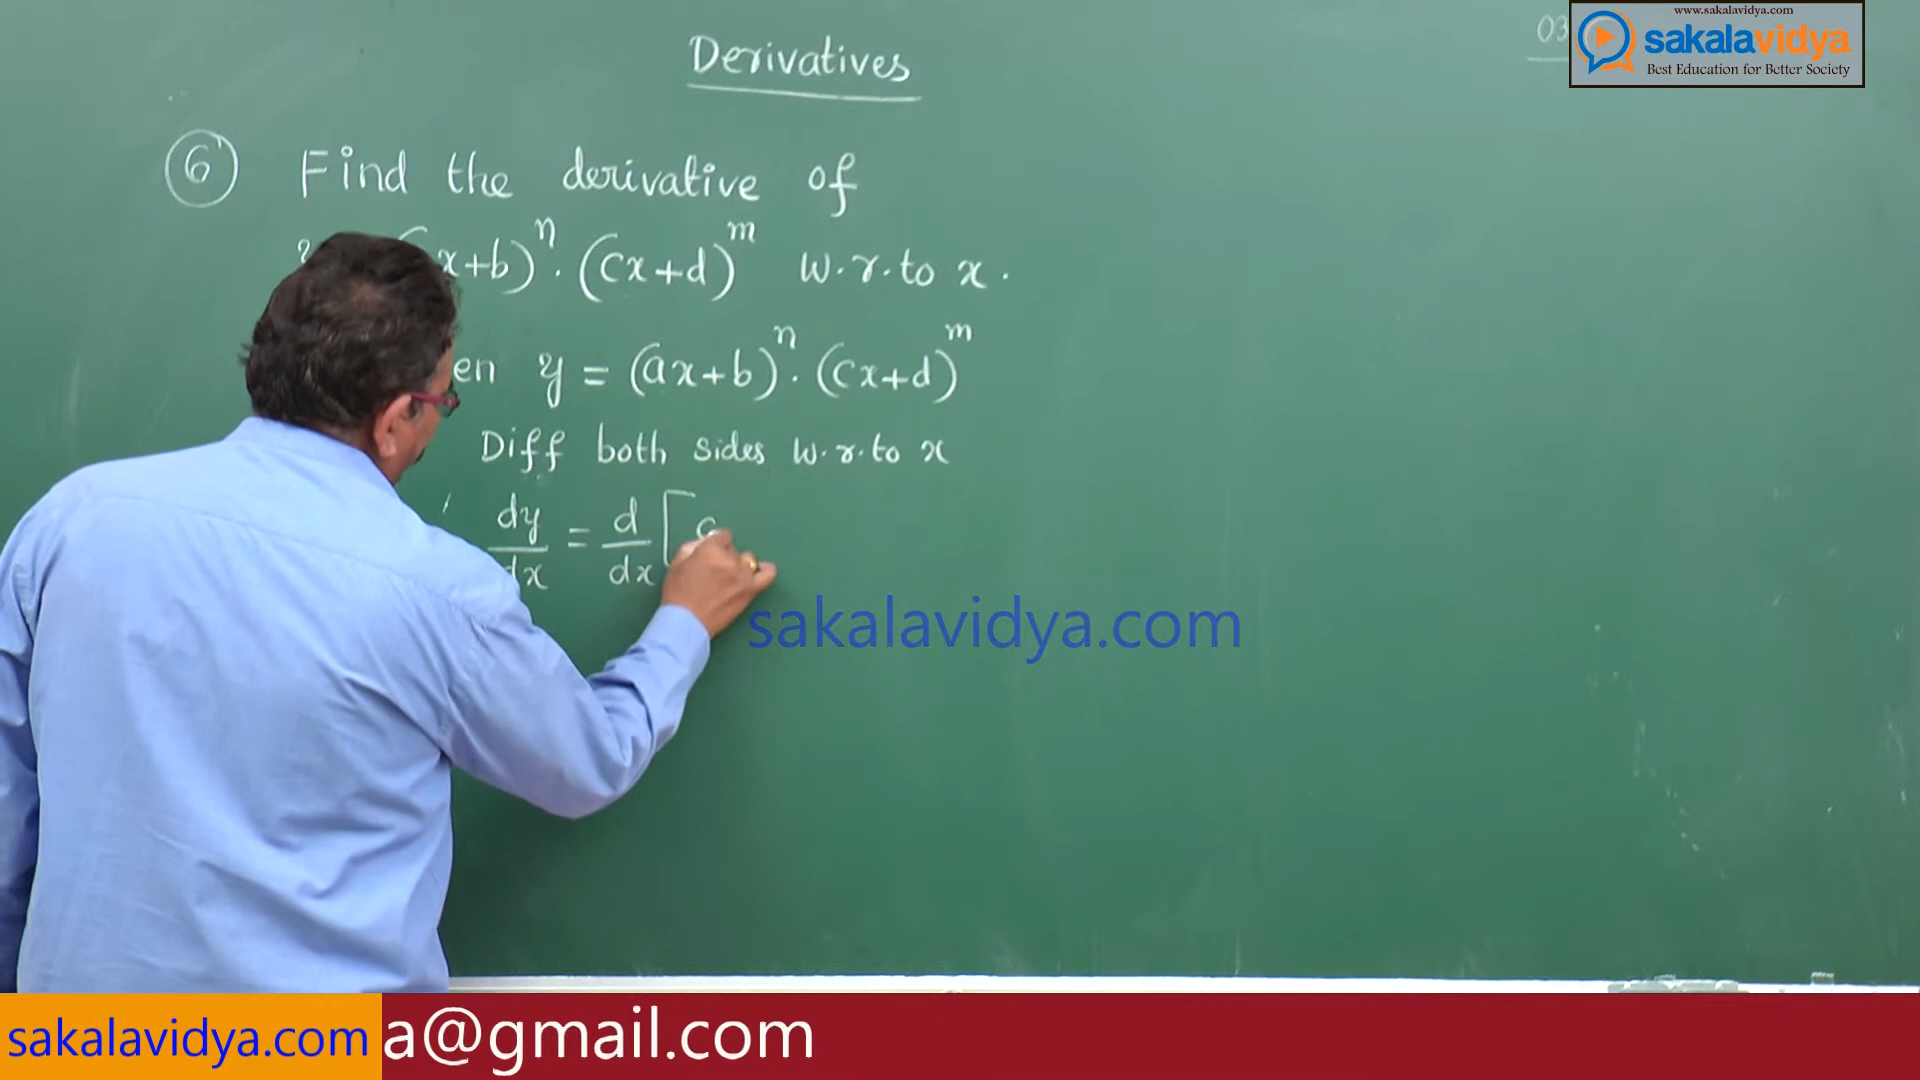 Derivatives
03
www.sakalavidya.com
sakalavidya
Best Education for Better Society
6 Find the derivative of
x+b)ⁿ · (cx+d)ᵐ w.r.to x.
en y = (ax+b)ⁿ · (cx+d)ᵐ
Diff both sides w.r.to x
dy/dx = d/dx [
sakalavidya.com
sakalavidya.com a@gmail.com